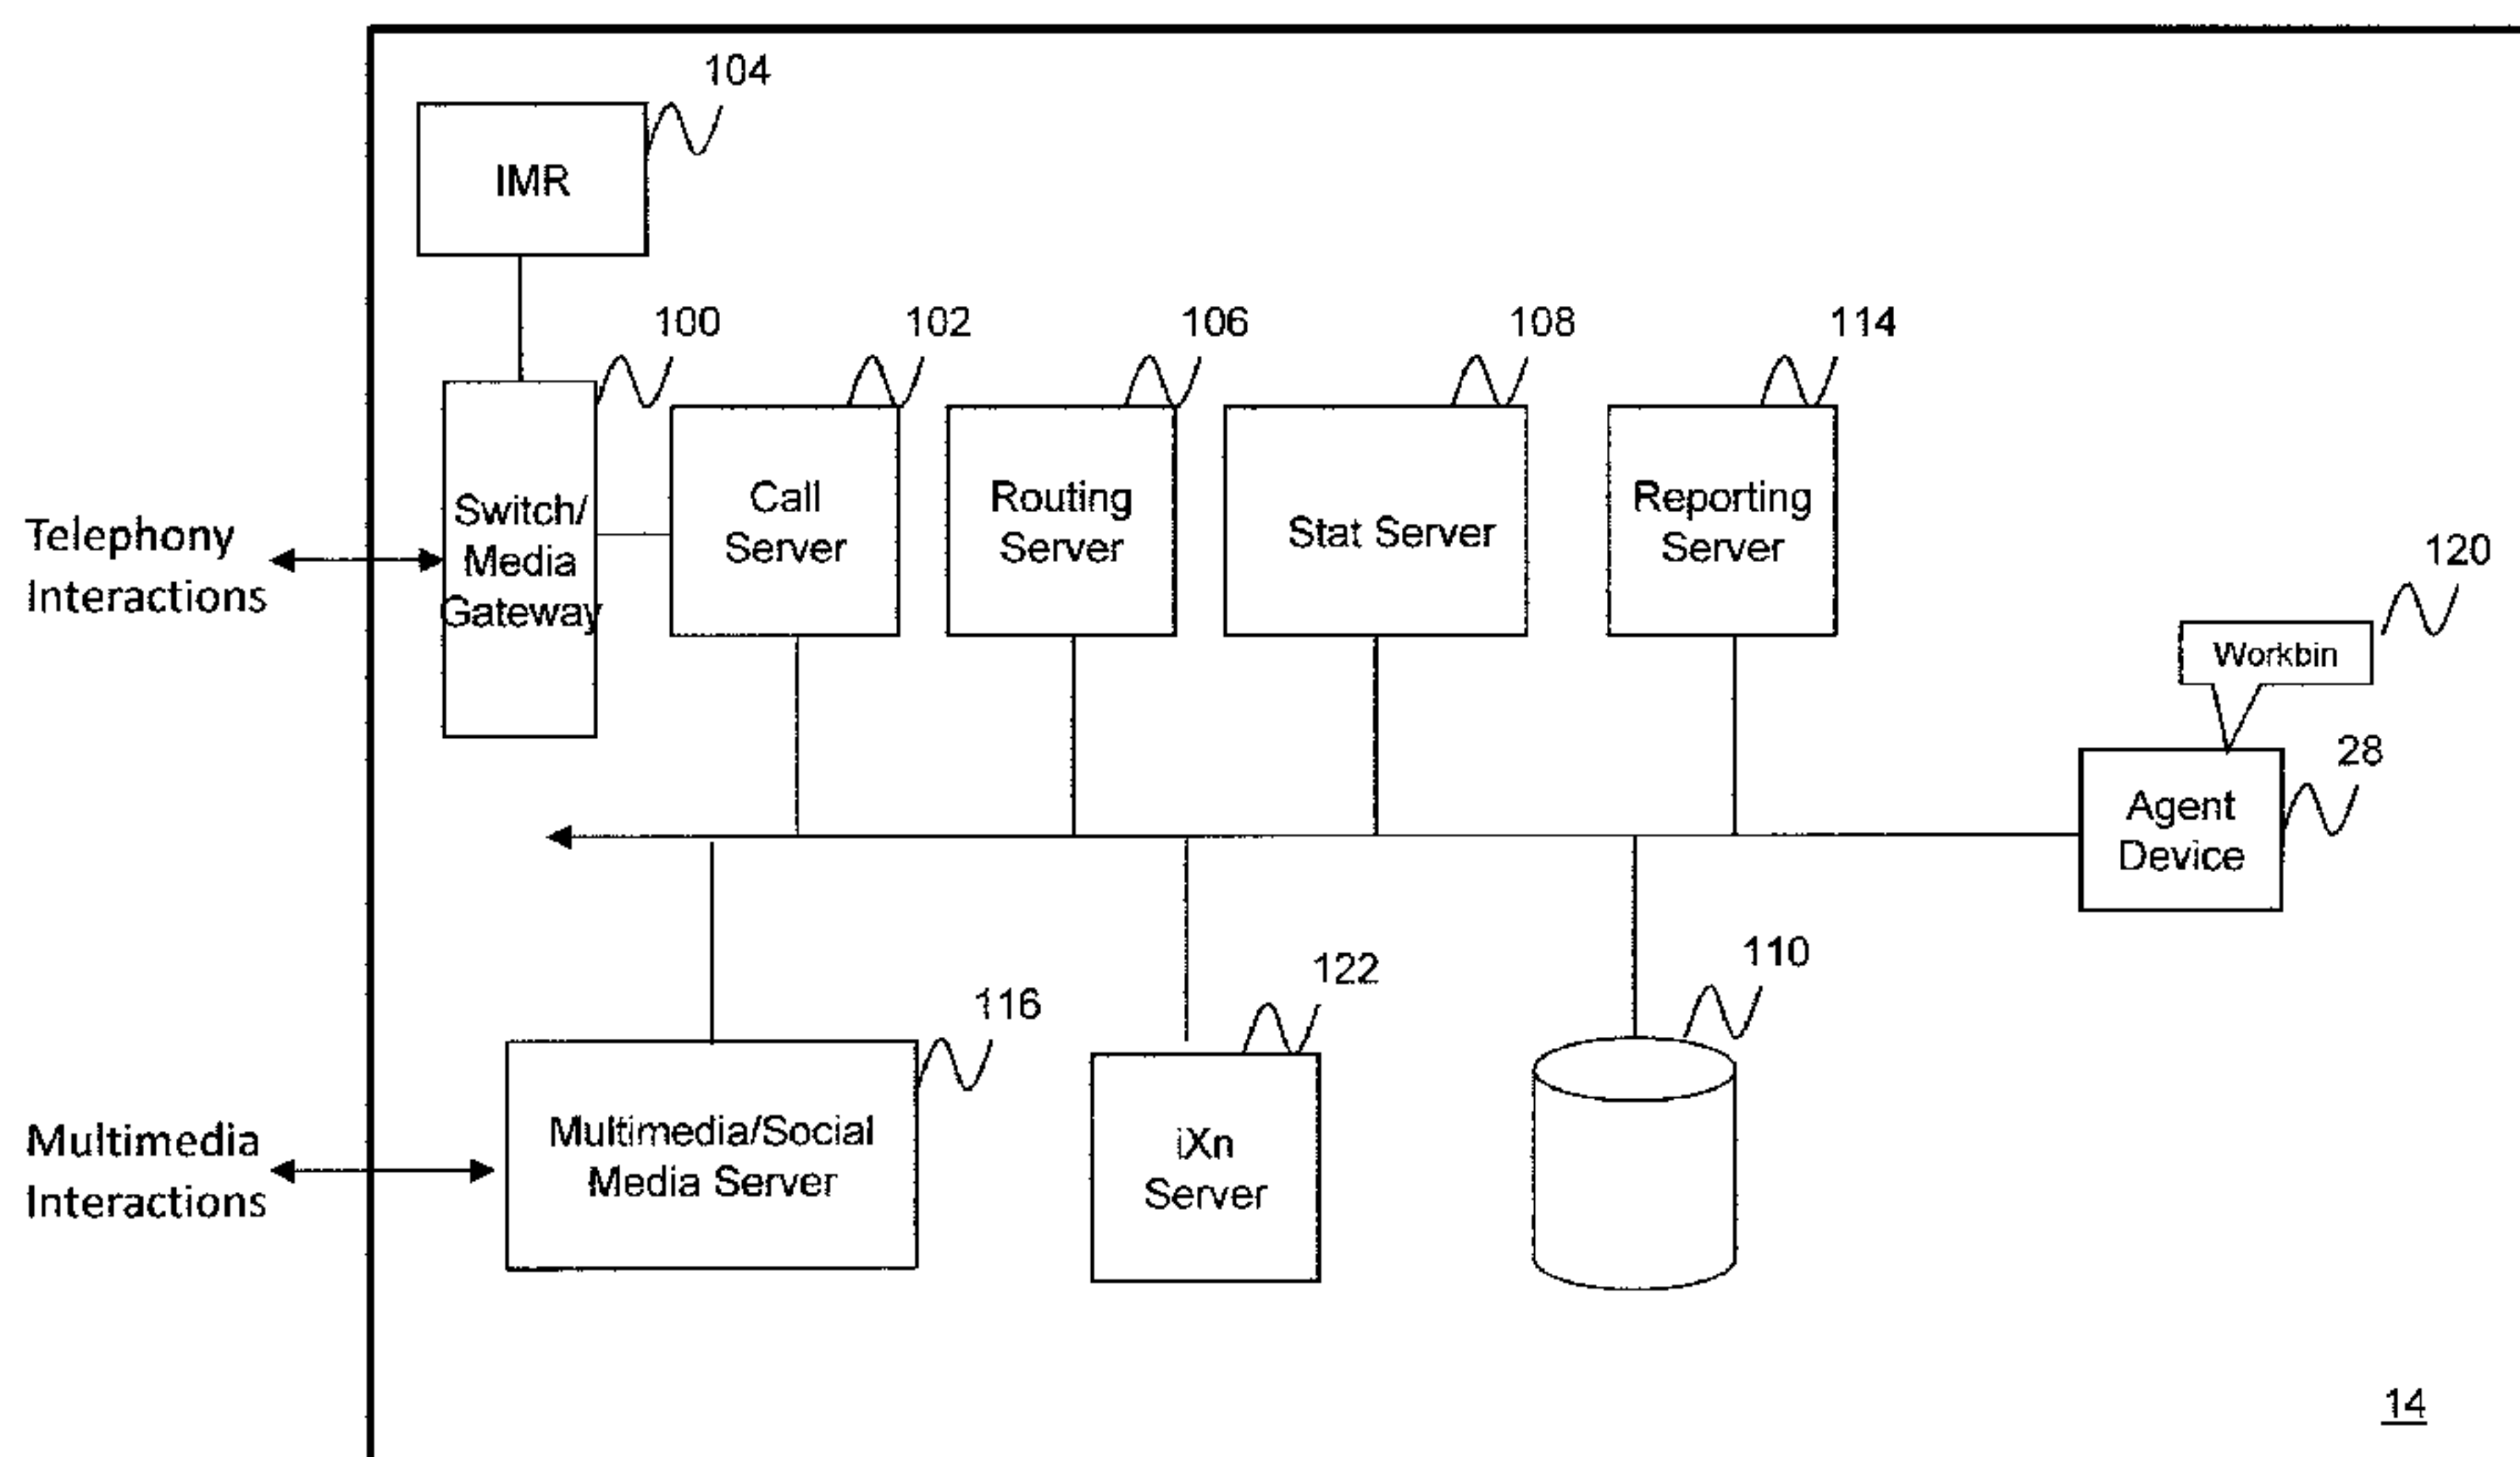 104
IMR
100
102
106
108
114
Switch/
Media
Gateway
Call
Server
Routing
Server
Stat Server
Reporting
Server
Telephony
Interactions
120
Workbin
28
Agent
Device
110
122
116
Multimedia/Social
Media Server
iXn
Server
Multimedia
Interactions
14